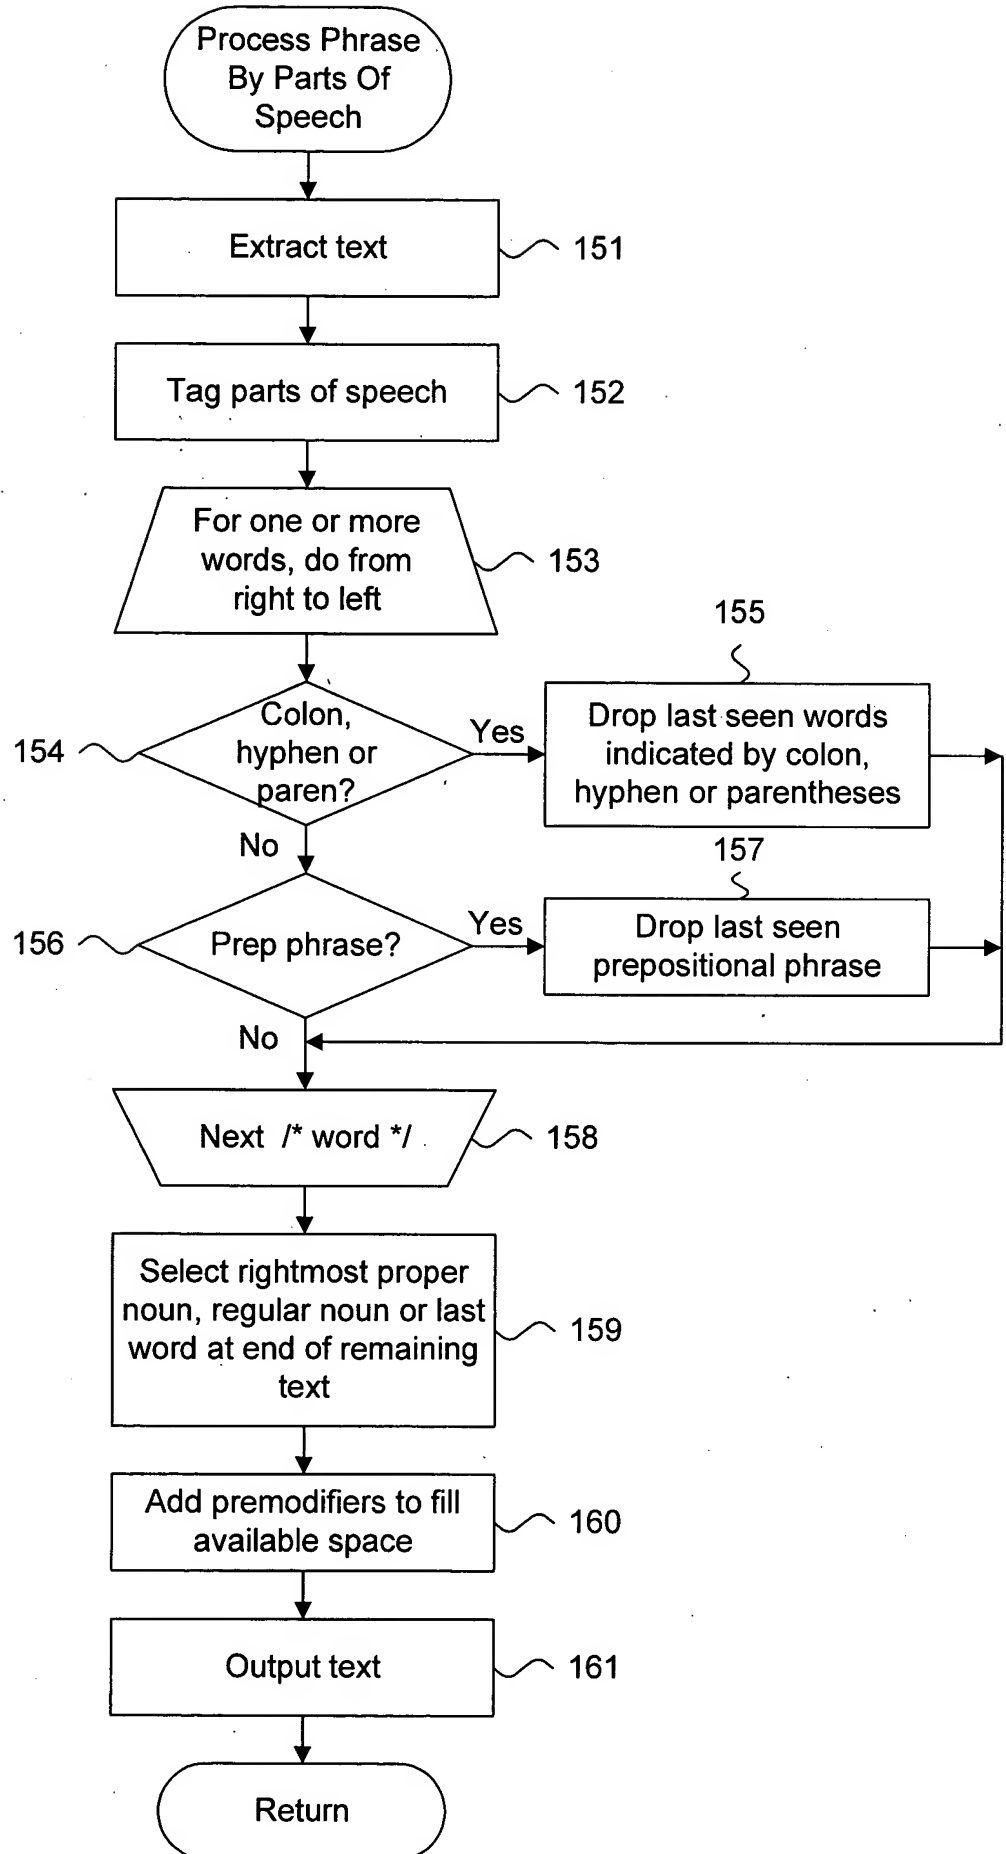 Process Phrase
By Parts Of
Speech
Extract text
151
Tag parts of speech
152
For one or more
words, do from
right to left
153
155
Colon,
hyphen or
paren?
154
Yes
Drop last seen words
indicated by colon,
hyphen or parentheses
No
157
156
Prep phrase?
Yes
Drop last seen
prepositional phrase
No
Next /* word */
158
Select rightmost proper
noun, regular noun or last
word at end of remaining
text
159
Add premodifiers to fill
available space
160
Output text
161
Return